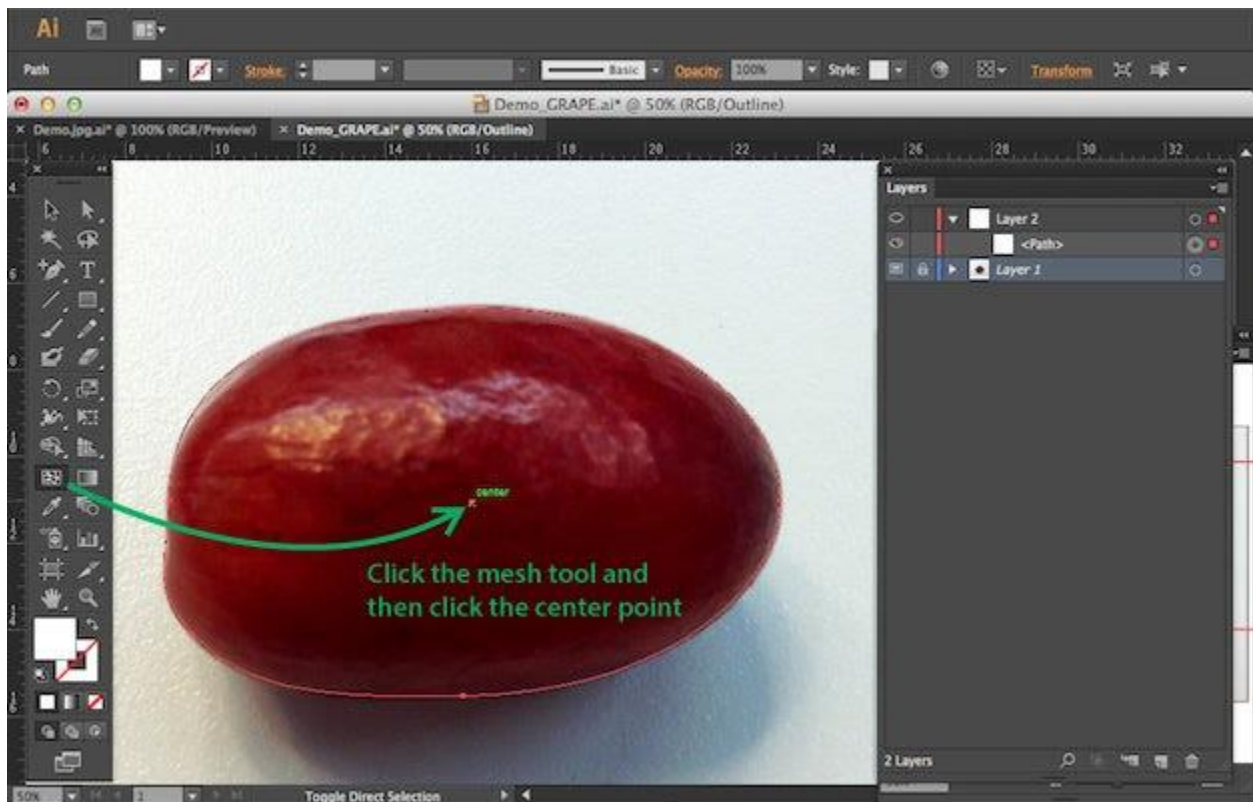 Ai
Path
Stroke:
Basic
Opacity:
100%
Style:
Transform
Demo_GRAPE.ai* @ 50% (RGB/Outline)
× Demo.jpg.ai* @ 100% (RGB/Preview)
× Demo_GRAPE.ai* @ 50% (RGB/Outline)
6 8 10 12 14 16 18 20 22 24 26 28 30 32
Layers
Layer 2
<Path>
Layer 1
T
center
Click the mesh tool and
then click the center point
2 Layers
50%
1
Toggle Direct Selection